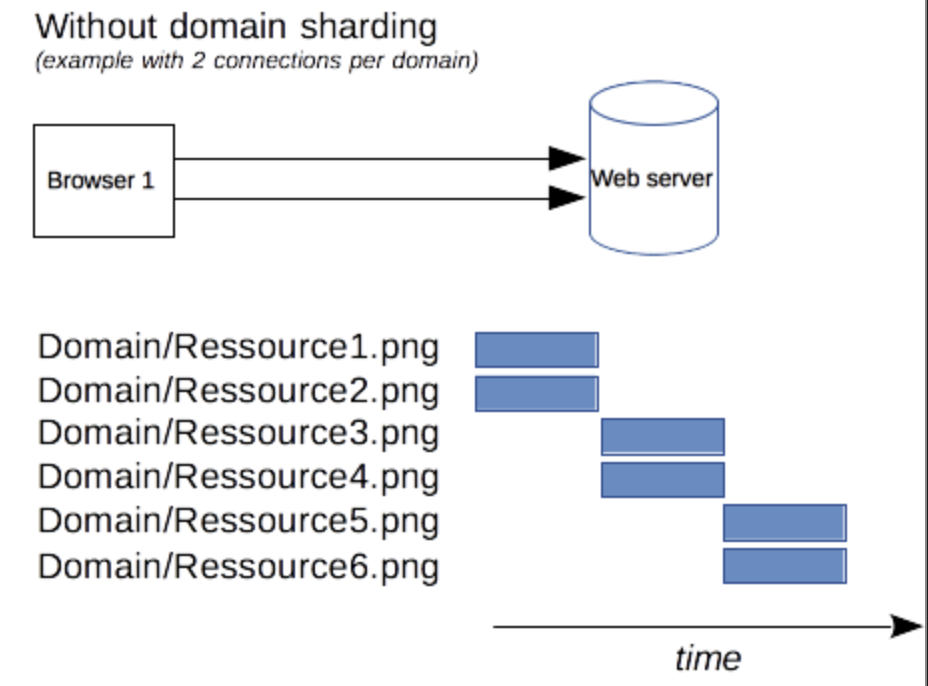 Without domain sharding
(example with 2 connections per domain)
Browser 1
Web server
Domain/Ressource1.png
Domain/Ressource2.png
Domain/Ressource3.png
Domain/Ressource4.png
Domain/Ressource5.png
Domain/Ressource6.png
time